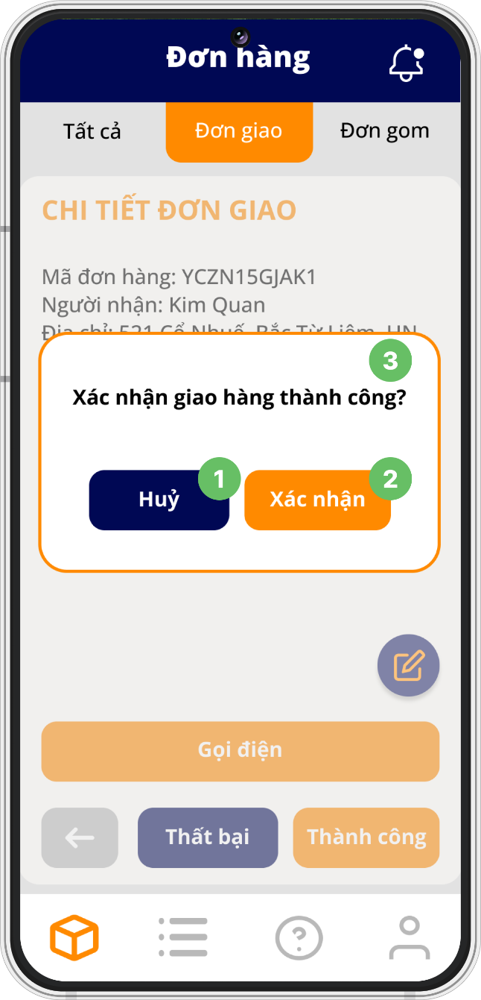 Đơn hàng
Tất cả
Đơn giao
Đơn gom
CHI TIẾT ĐƠN GIAO
Mã đơn hàng: YCZN15GJAK1
Người nhận: Kim Quan
Địa chỉ: 521 Cổ Nhuế, Bắc Từ Liêm, HN
3
Xác nhận giao hàng thành công?
Huỷ
1
Xác nhận
2
Gọi điện
Thất bại
Thành công